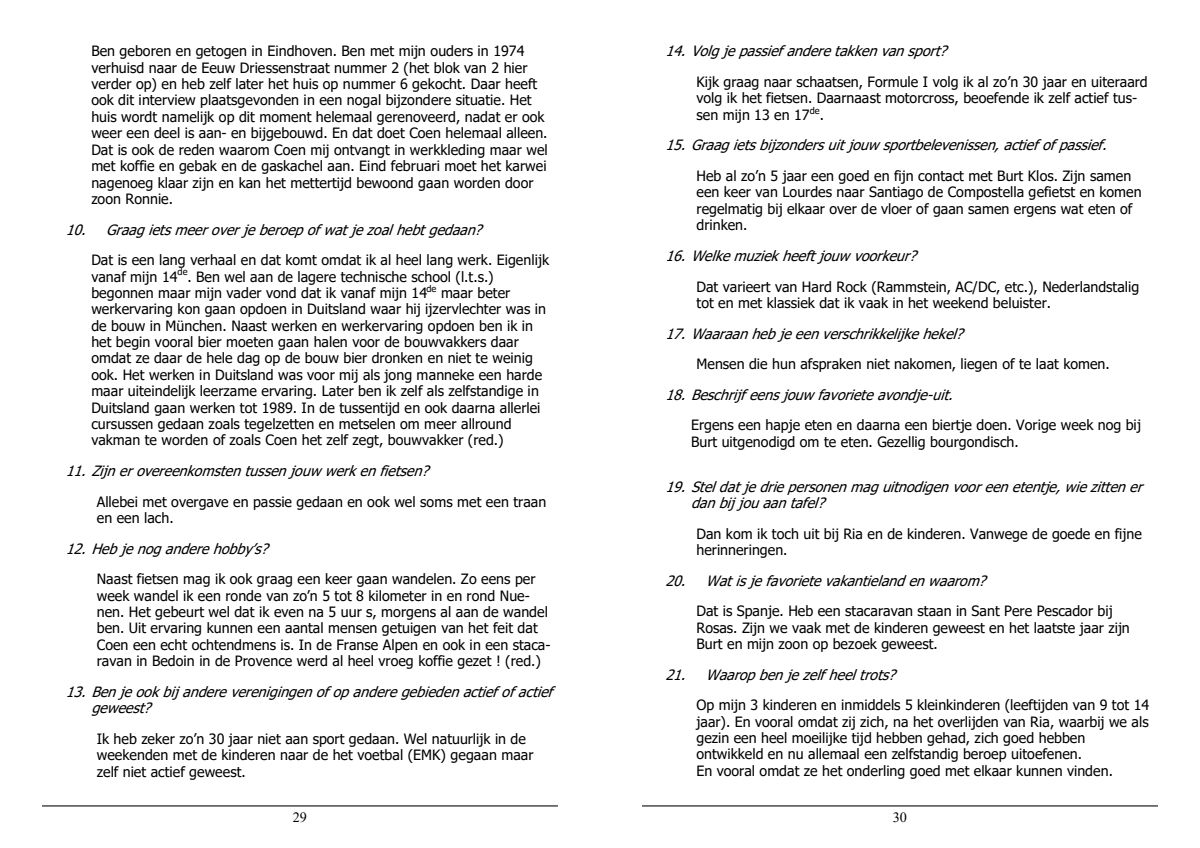 Ben geboren en getogen in Eindhoven. Ben met mijn ouders in 1974
verhuisd naar de Eeuw Driessenstraat nummer 2 (het blok van 2 hier
verder op) en heb zelf later het huis op nummer 6 gekocht. Daar heeft
ook dit interview plaatsgevonden in een nogal bijzondere situatie. Het
huis wordt namelijk op dit moment helemaal gerenoveerd, nadat er ook
weer een deel is aan- en bijgebouwd. En dat doet Coen helemaal alleen.
Dat is ook de reden waarom Coen mij ontvangt in werkkleding maar wel
met koffie en gebak en de gaskachel aan. Eind februari moet het karwei
nagenoeg klaar zijn en kan het mettertijd bewoond gaan worden door
zoon Ronnie.
10. Graag iets meer over je beroep of wat je zoal hebt gedaan?
Dat is een lang verhaal en dat komt omdat ik al heel lang werk. Eigenlijk
vanaf mijn 14de. Ben wel aan de lagere technische school (l.t.s.)
begonnen maar mijn vader vond dat ik vanaf mijn 14de maar beter
werkervaring kon gaan opdoen in Duitsland waar hij ijzervlechter was in
de bouw in München. Naast werken en werkervaring opdoen ben ik in
het begin vooral bier moeten gaan halen voor de bouwvakkers daar
omdat ze daar de hele dag op de bouw bier dronken en niet te weinig
ook. Het werken in Duitsland was voor mij als jong manneke een harde
maar uiteindelijk leerzame ervaring. Later ben ik zelf als zelfstandige in
Duitsland gaan werken tot 1989. In de tussentijd en ook daarna allerlei
cursussen gedaan zoals tegelzetten en metselen om meer allround
vakman te worden of zoals Coen het zelf zegt, bouwvakker (red.)
11. Zijn er overeenkomsten tussen jouw werk en fietsen?
Allebei met overgave en passie gedaan en ook wel soms met een traan
en een lach.
12. Heb je nog andere hobby's?
Naast fietsen mag ik ook graag een keer gaan wandelen. Zo eens per
week wandel ik een ronde van zo'n 5 tot 8 kilometer in en rond Nue-
nen. Het gebeurt wel dat ik even na 5 uur s, morgens al aan de wandel
ben. Uit ervaring kunnen een aantal mensen getuigen van het feit dat
Coen een echt ochtendmens is. In de Franse Alpen en ook in een staca-
ravan in Bedoin in de Provence werd al heel vroeg koffie gezet ! (red.)
13. Ben je ook bij andere verenigingen of op andere gebieden actief of actief
geweest?
Ik heb zeker zo'n 30 jaar niet aan sport gedaan. Wel natuurlijk in de
weekenden met de kinderen naar de het voetbal (EMK) gegaan maar
zelf niet actief geweest.
29
14. Volg je passief andere takken van sport?
Kijk graag naar schaatsen, Formule I volg ik al zo'n 30 jaar en uiteraard
volg ik het fietsen. Daarnaast motorcross, beoefende ik zelf actief tus-
sen mijn 13 en 17de.
15. Graag iets bijzonders uit jouw sportbelevenissen, actief of passief.
Heb al zo'n 5 jaar een goed en fijn contact met Burt Klos. Zijn samen
een keer van Lourdes naar Santiago de Compostella gefietst en komen
regelmatig bij elkaar over de vloer of gaan samen ergens wat eten of
drinken.
16. Welke muziek heeft jouw voorkeur?
Dat varieert van Hard Rock (Rammstein, AC/DC, etc.), Nederlandstalig
tot en met klassiek dat ik vaak in het weekend beluister.
17. Waaraan heb je een verschrikkelijke hekel?
Mensen die hun afspraken niet nakomen, liegen of te laat komen.
18. Beschrijf eens jouw favoriete avondje-uit.
Ergens een hapje eten en daarna een biertje doen. Vorige week nog bij
Burt uitgenodigd om te eten. Gezellig bourgondisch.
19. Stel dat je drie personen mag uitnodigen voor een etentje, wie zitten er
dan bij jou aan tafel?
Dan kom ik toch uit bij Ria en de kinderen. Vanwege de goede en fijne
herinneringen.
20. Wat is je favoriete vakantieland en waarom?
Dat is Spanje. Heb een stacaravan staan in Sant Pere Pescador bij
Rosas. Zijn we vaak met de kinderen geweest en het laatste jaar zijn
Burt en mijn zoon op bezoek geweest.
21. Waarop ben je zelf heel trots?
Op mijn 3 kinderen en inmiddels 5 kleinkinderen (leeftijden van 9 tot 14
jaar). En vooral omdat zij zich, na het overlijden van Ria, waarbij we als
gezin een heel moeilijke tijd hebben gehad, zich goed hebben
ontwikkeld en nu allemaal een zelfstandig beroep uitoefenen.
En vooral omdat ze het onderling goed met elkaar kunnen vinden.
30